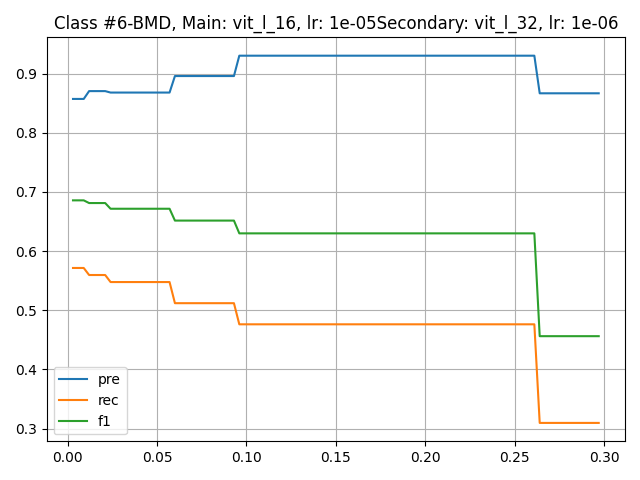 Class #6-BMD, Main: vit_l_16, lr: 1e-05Secondary: vit_l_32, lr: 1e-06
0.9
0.8
0.7
0.6
0.5
0.4
0.3
pre
rec
f1
0.00 0.05 0.10 0.15 0.20 0.25 0.30